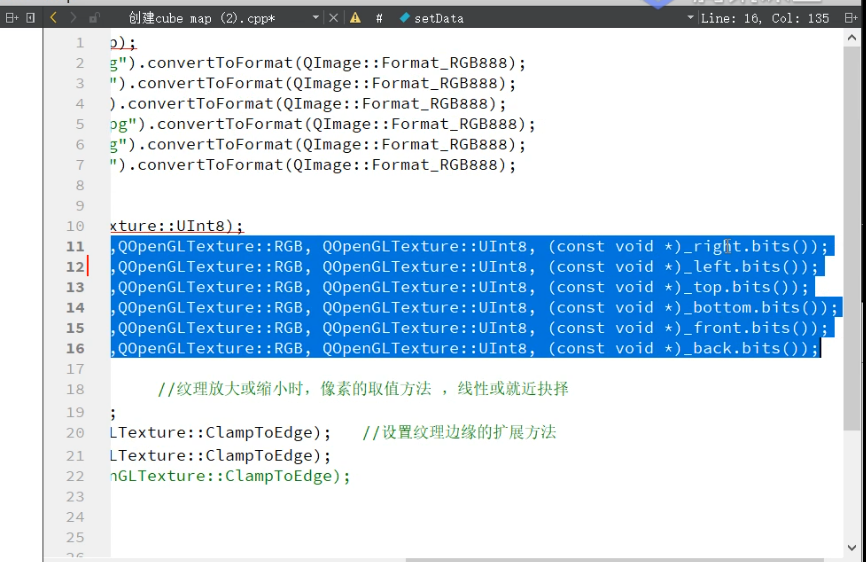 创建cube map (2).cpp* # setData Line: 16, Col: 135
1 p);
2 g").convertToFormat(QImage::Format_RGB888);
3 ").convertToFormat(QImage::Format_RGB888);
4 ).convertToFormat(QImage::Format_RGB888);
5 pg").convertToFormat(QImage::Format_RGB888);
6 g").convertToFormat(QImage::Format_RGB888);
7 ").convertToFormat(QImage::Format_RGB888);
8
9
10 xture::UInt8);
11 ,QOpenGLTexture::RGB, QOpenGLTexture::UInt8, (const void *)_right.bits());
12 ,QOpenGLTexture::RGB, QOpenGLTexture::UInt8, (const void *)_left.bits());
13 ,QOpenGLTexture::RGB, QOpenGLTexture::UInt8, (const void *)_top.bits());
14 ,QOpenGLTexture::RGB, QOpenGLTexture::UInt8, (const void *)_bottom.bits());
15 ,QOpenGLTexture::RGB, QOpenGLTexture::UInt8, (const void *)_front.bits());
16 ,QOpenGLTexture::RGB, QOpenGLTexture::UInt8, (const void *)_back.bits());
17
18 //纹理放大或缩小时，像素的取值方法 ，线性或就近抉择
19 ;
20 LTexture::ClampToEdge); //设置纹理边缘的扩展方法
21 LTexture::ClampToEdge);
22 nGLTexture::ClampToEdge);
23
24
25
26